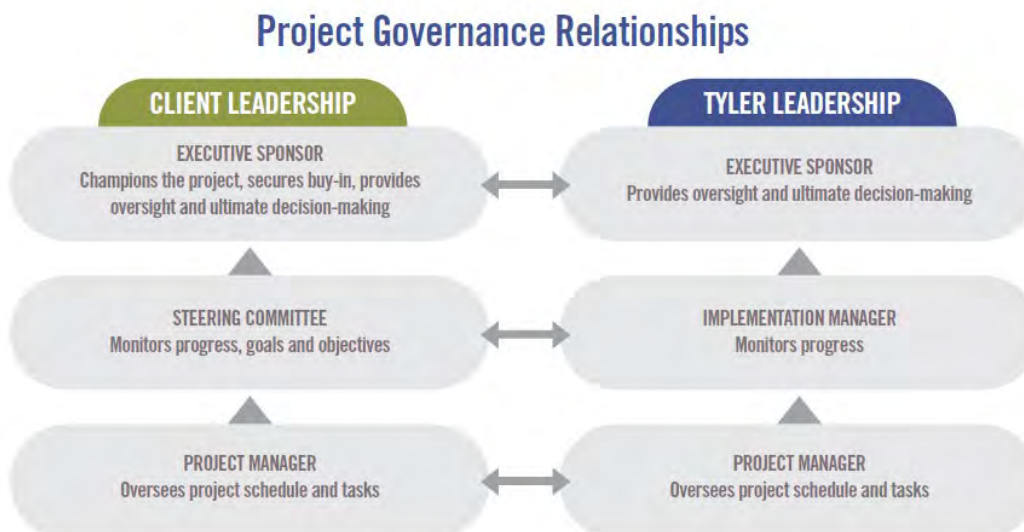 Project Governance Relationships
CLIENT LEADERSHIP
EXECUTIVE SPONSOR
Champions the project, secures buy-in, provides
oversight and ultimate decision-making
STEERING COMMITTEE
Monitors progress, goals and objectives
PROJECT MANAGER
Oversees project schedule and tasks
TYLER LEADERSHIP
EXECUTIVE SPONSOR
Provides oversight and ultimate decision-making
IMPLEMENTATION MANAGER
Monitors progress
PROJECT MANAGER
Oversees project schedule and tasks